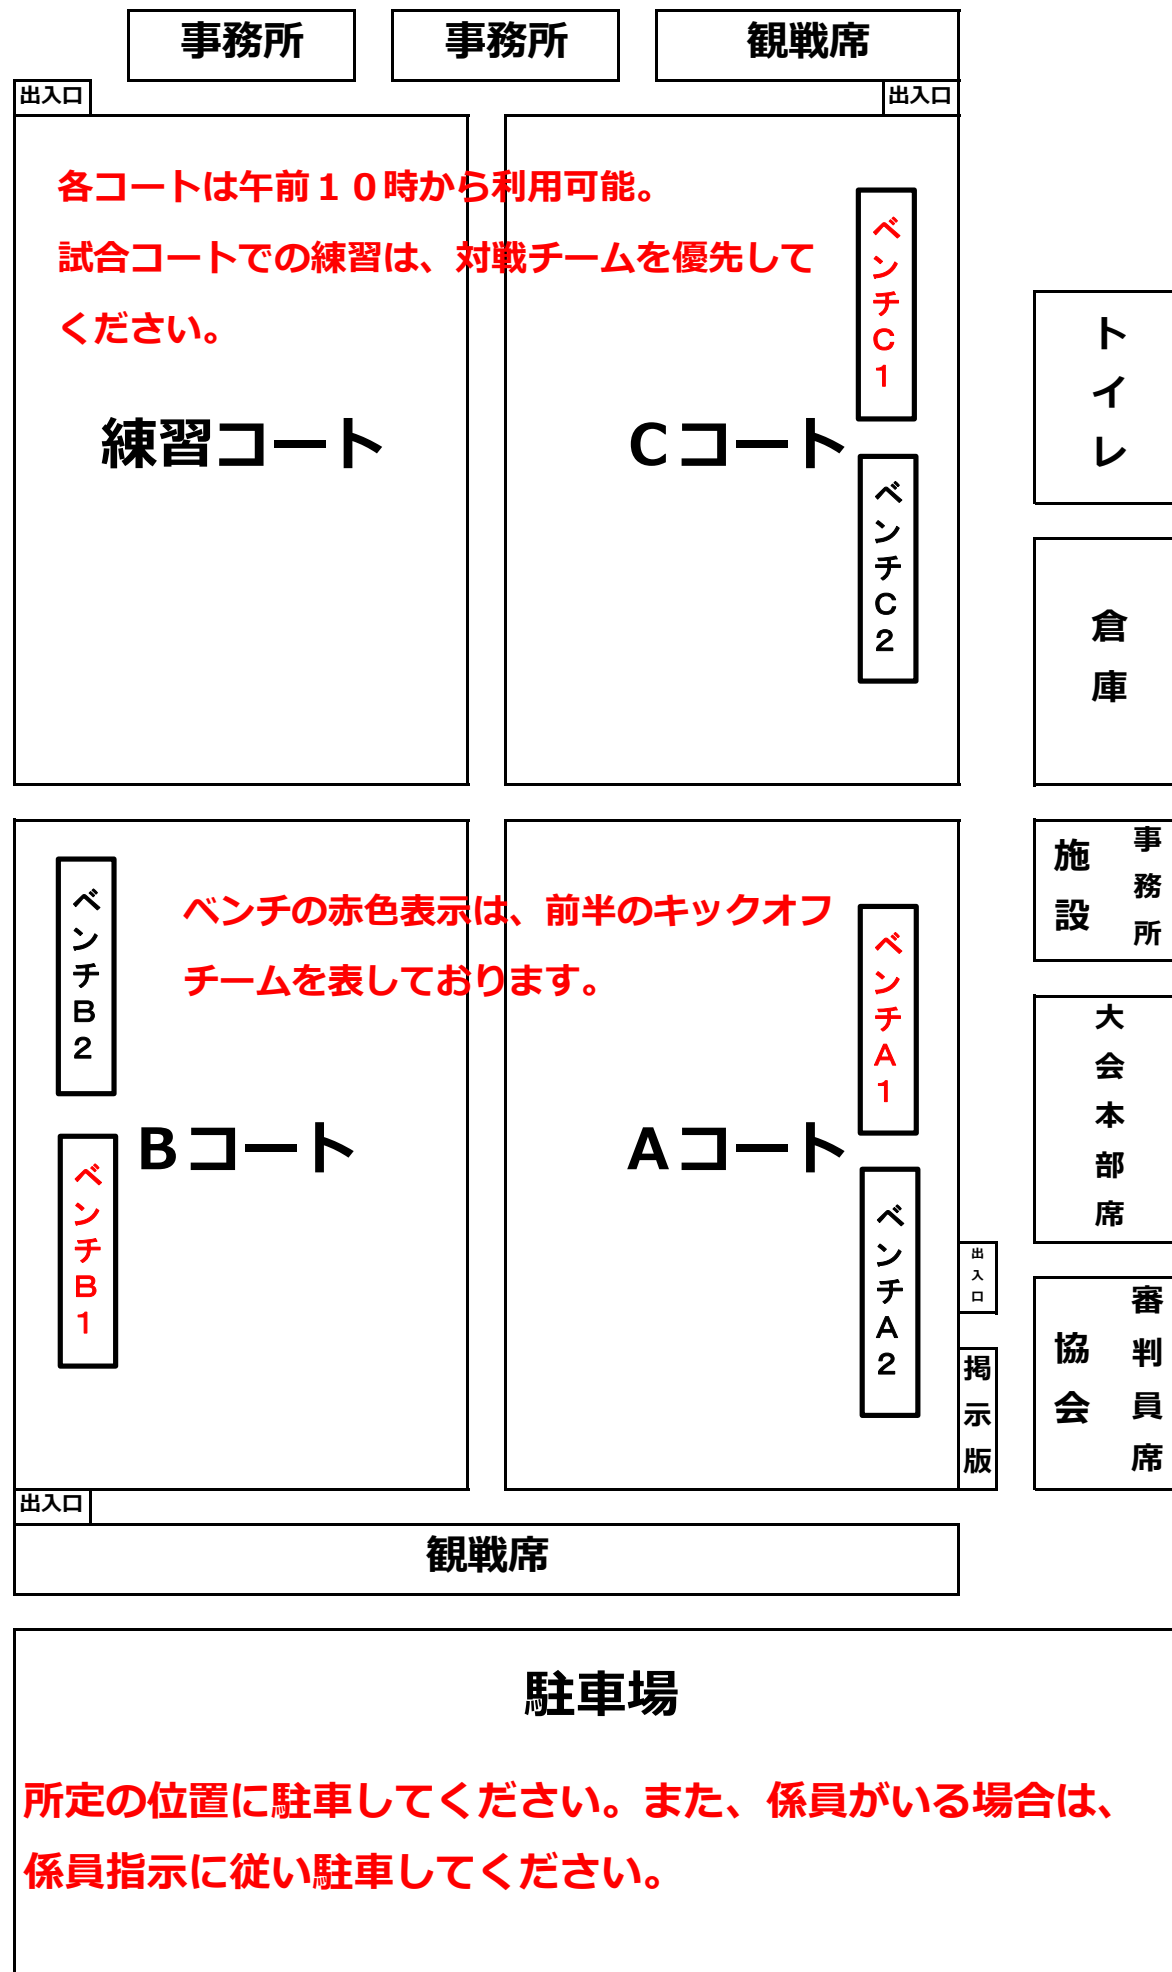 事務所
事務所
観戦席
出入口
出入口
各コートは午前１０時から利用可能。
試合コートでの練習は、対戦チームを優先して
ください。
練習コート
Cコート
ベンチC1
ベンチC2
トイレ
倉庫
施設
事務所
ベンチの赤色表示は、前半のキックオフ
チームを表しております。
ベンチB2
ベンチB1
Bコート
Aコート
ベンチA1
ベンチA2
大会本部席
出入口
掲示版
協会
審判員席
出入口
観戦席
駐車場
所定の位置に駐車してください。また、係員がいる場合は、
係員指示に従い駐車してください。